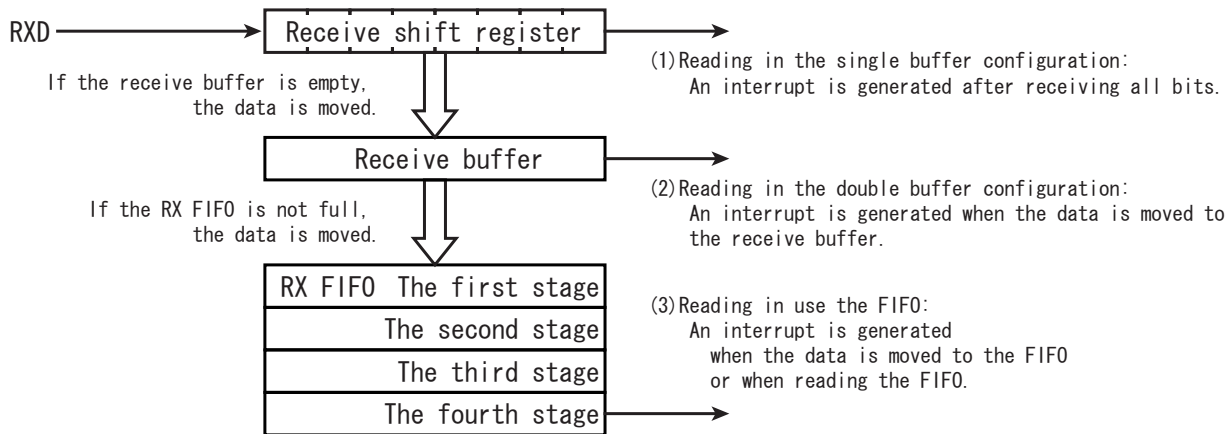 RXD
Receive shift register
(1)Reading in the single buffer configuration:
An interrupt is generated after receiving all bits.
If the receive buffer is empty,
the data is moved.
Receive buffer
(2)Reading in the double buffer configuration:
An interrupt is generated when the data is moved to
the receive buffer.
If the RX FIFO is not full,
the data is moved.
RX FIFO The first stage
The second stage
The third stage
The fourth stage
(3)Reading in use the FIFO:
An interrupt is generated
when the data is moved to the FIFO
or when reading the FIFO.